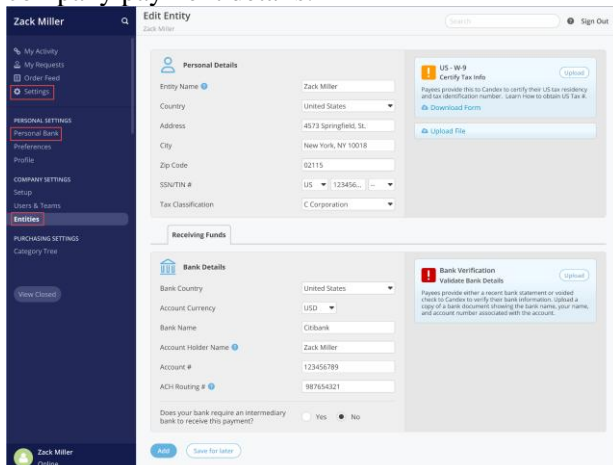 company payment details.
Zack Miller
My Activity
My Requests
Order Feed
Settings
PERSONAL SETTINGS
Personal Bank
Preferences
Profile
COMPANY SETTINGS
Setup
Users & Teams
Entities
PURCHASING SETTINGS
Category Tree
View Closed
Zack Miller
Online
Edit Entity
Zack Miller
Search
Sign Out
Personal Details
Entity Name
Zack Miller
Country
United States
Address
4573 Springfield, St.
City
New York, NY 10018
Zip Code
02115
SSN/TIN #
US 123456... --
Tax Classification
C Corporation
US - W-9
Certify Tax Info
Upload
Payees provide this to Candex to certify their US tax residency
and tax identification number. Learn How to obtain US Tax #.
Download Form
Upload File
Receiving Funds
Bank Details
Bank Country
United States
Account Currency
USD
Bank Name
Citibank
Account Holder Name
Zack Miller
Account #
123456789
ACH Routing #
987654321
Does your bank require an Intermediary
bank to receive this payment?
Yes No
Bank Verification
Validate Bank Details
Upload
Payees provide either a recent bank statement or voided
check to Candex to verify their bank information. Upload a
copy of a bank document showing the bank name, your name,
and account number associated with the account.
Add
Save for later